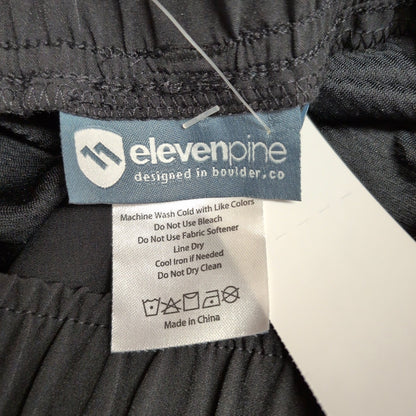 elevenpine
designed in boulder,co
Machine Wash Cold with Like Colors
Do Not Use Bleach
Do Not Use Fabric Softener
Line Dry
Cool Iron if Needed
Do Not Dry Clean
Made in China